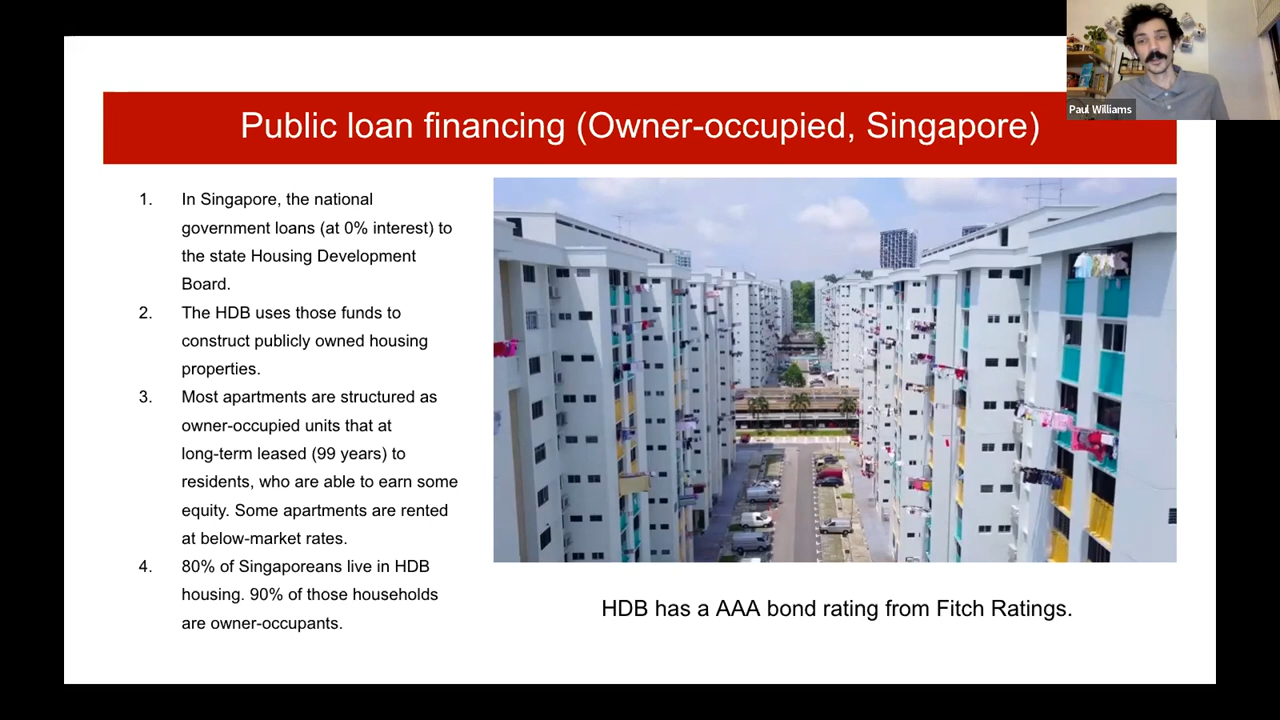 Paul Williams
Public loan financing (Owner-occupied, Singapore)
1. In Singapore, the national
government loans (at 0% interest) to
the state Housing Development
Board.
2. The HDB uses those funds to
construct publicly owned housing
properties.
3. Most apartments are structured as
owner-occupied units that at
long-term leased (99 years) to
residents, who are able to earn some
equity. Some apartments are rented
at below-market rates.
4. 80% of Singaporeans live in HDB
housing. 90% of those households
are owner-occupants.
HDB has a AAA bond rating from Fitch Ratings.